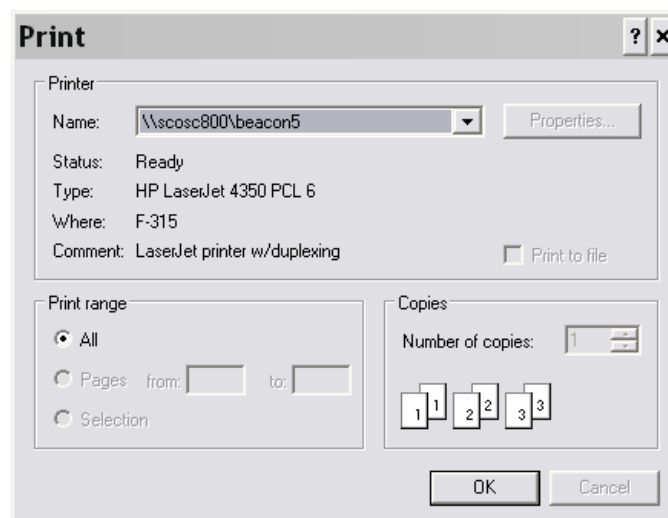 Print
?
Printer
Name: \\scosc800\beacon5 Properties...
Status: Ready
Type: HP LaserJet 4350 PCL 6
Where: F-315
Comment: LaserJet printer w/duplexing Print to file
Print range
All
Pages from: to:
Selection
Copies
Number of copies: 1
1 1 2 2 3 3
OK Cancel